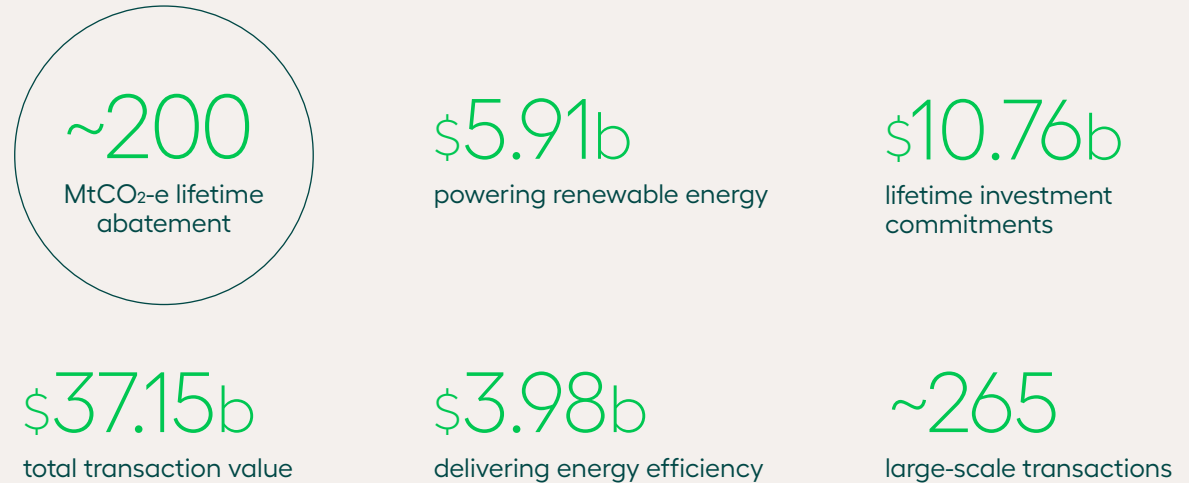 ~200
MtCO2-e lifetime
abatement
$5.91b
powering renewable energy
$10.76b
lifetime investment
commitments
$37.15b
total transaction value
$3.98b
delivering energy efficiency
~265
large-scale transactions